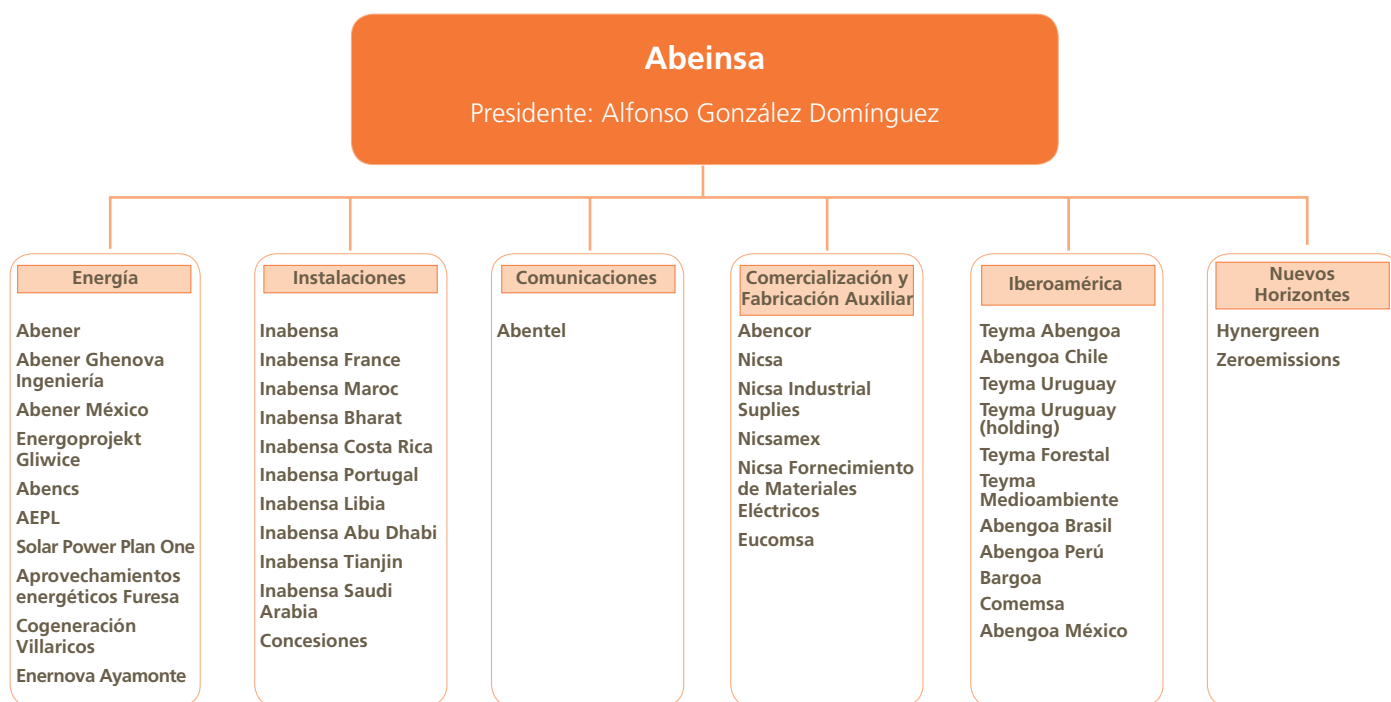 Abeinsa
Presidente: Alfonso González Domínguez
Energía
Abener
Abener Ghenova
Ingeniería
Abener México
Energoprojekt
Gliwice
Abencs
AEPL
Solar Power Plan One
Aprovechamientos
energéticos Furesa
Cogeneración
Villaricos
Enernova Ayamonte
Instalaciones
Inabensa
Inabensa France
Inabensa Maroc
Inabensa Bharat
Inabensa Costa Rica
Inabensa Portugal
Inabensa Libia
Inabensa Abu Dhabi
Inabensa Tianjin
Inabensa Saudi
Arabia
Concesiones
Comunicaciones
Abentel
Comercialización y
Fabricación Auxiliar
Abencor
Nicsa
Nicsa Industrial
Suplies
Nicsamex
Nicsa Fornecimiento
de Materiales
Eléctricos
Eucomsa
Iberoamérica
Teyma Abengoa
Abengoa Chile
Teyma Uruguay
Teyma Uruguay
(holding)
Teyma Forestal
Teyma
Medioambiente
Abengoa Brasil
Abengoa Perú
Bargoa
Comemsa
Abengoa México
Nuevos
Horizontes
Hynergreen
Zeroemissions